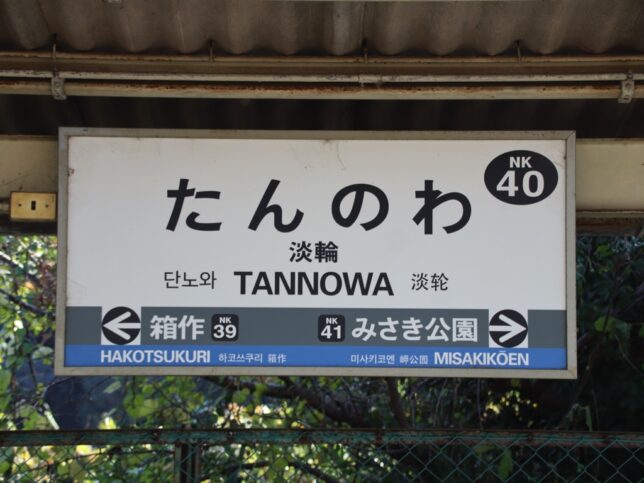 NK
40
たんのわ
淡輪
단노와 TANNOWA 淡轮
箱作 NK 39 NK 41 みさき公園
HAKOTSUKURI 하코쓰쿠리 箱作 미사키코엔 岬公园 MISAKIKŌEN